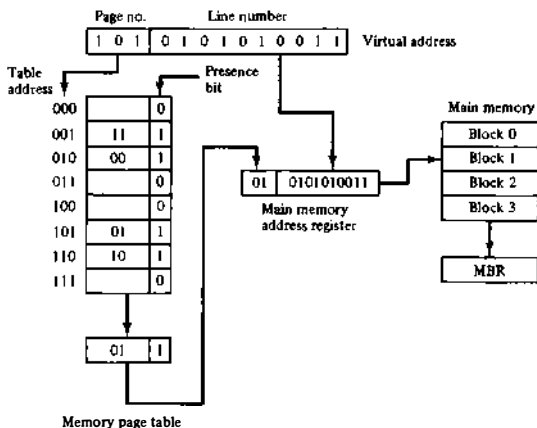 Page no. Line number
1 0 1 0 1 0 1 0 1 0 0 1 1 Virtual address
Table address
Presence bit
000 0
001 11 1
010 00 1
011 0
100 0
101 01 1
110 10 1
111 0
01 1
Memory page table
01 0101010011
Main memory address register
Main memory
Block 0
Block 1
Block 2
Block 3
MBR